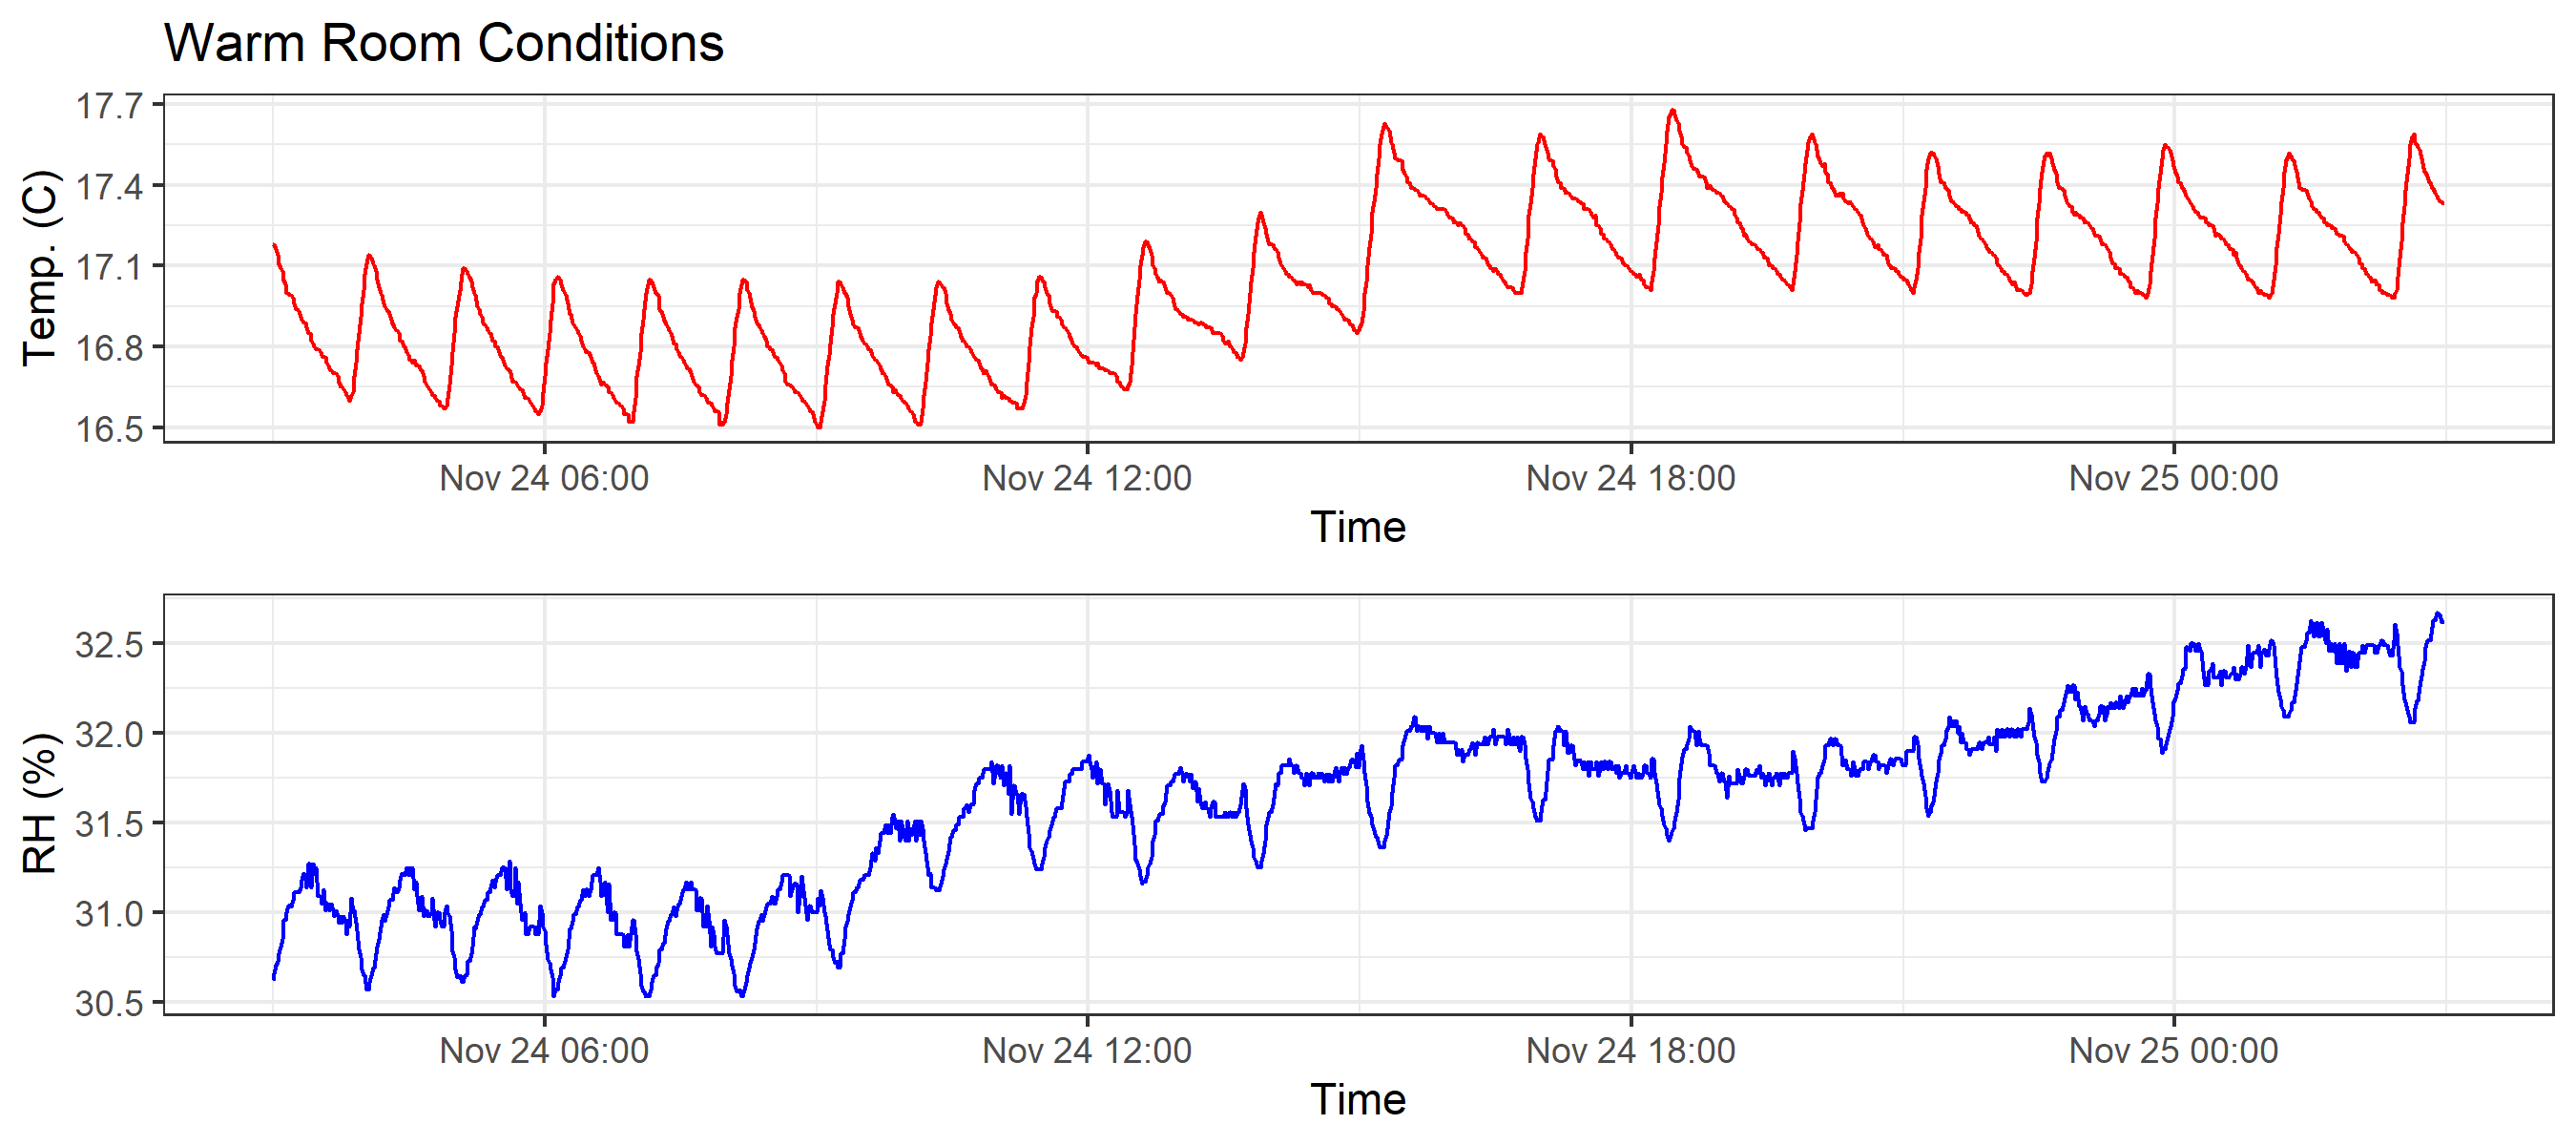 Warm Room Conditions
17.7
17.4
17.1
16.8
16.5
Temp. (C)
Nov 24 06:00 Nov 24 12:00 Nov 24 18:00 Nov 25 00:00
Time
32.5
32.0
31.5
31.0
30.5
RH (%)
Nov 24 06:00 Nov 24 12:00 Nov 24 18:00 Nov 25 00:00
Time